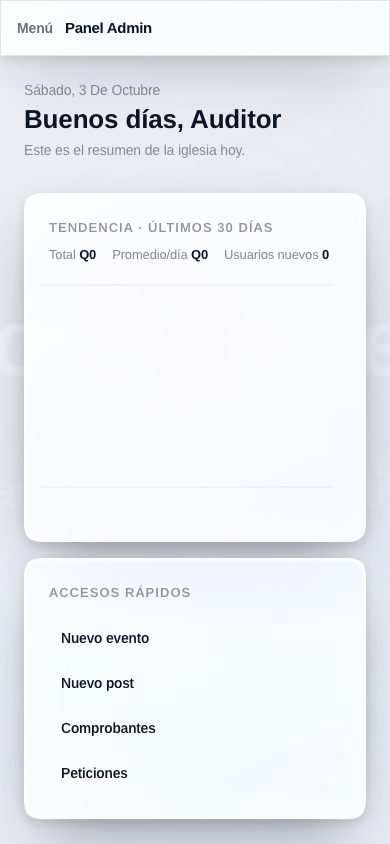 Menú Panel Admin
Sábado, 3 De Octubre
Buenos días, Auditor
Este es el resumen de la iglesia hoy.
TENDENCIA · ÚLTIMOS 30 DÍAS
Total Q0 Promedio/día Q0 Usuarios nuevos 0
ACCESOS RÁPIDOS
Nuevo evento
Nuevo post
Comprobantes
Peticiones